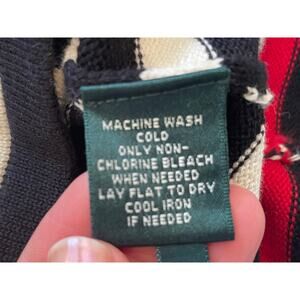 MACHINE WASH
COLD
ONLY NON-
CHLORINE BLEACH
WHEN NEEDED
LAY FLAT TO DRY
COOL IRON
IF NEEDED